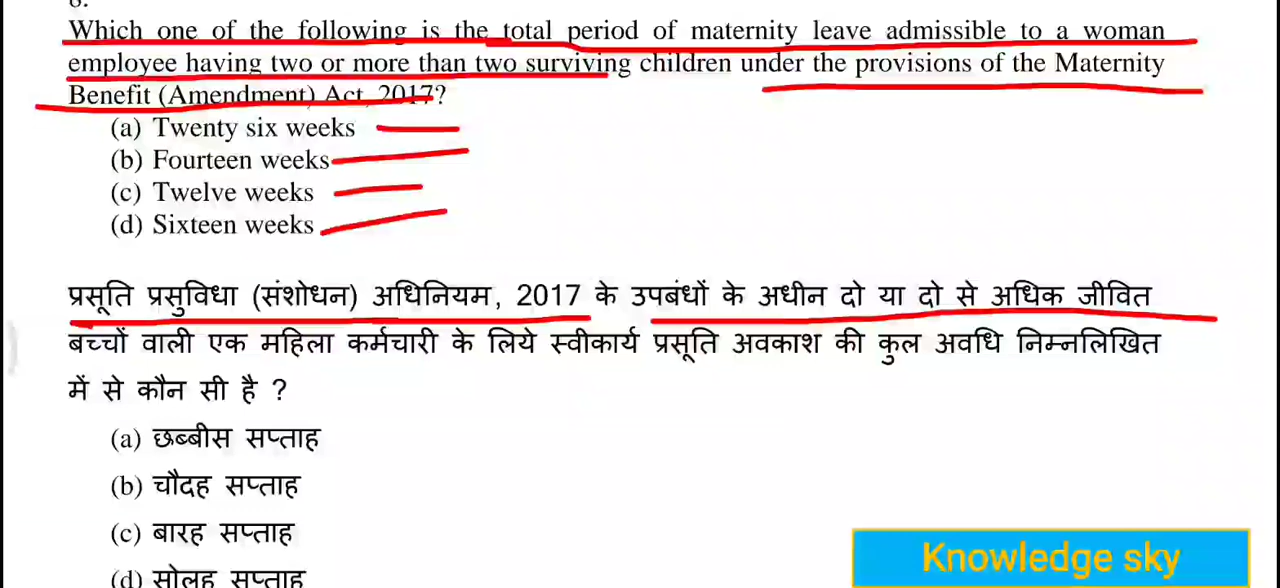 8.
Which one of the following is the total period of maternity leave admissible to a woman
employee having two or more than two surviving children under the provisions of the Maternity
Benefit (Amendment) Act, 2017?
(a) Twenty six weeks
(b) Fourteen weeks
(c) Twelve weeks
(d) Sixteen weeks
प्रसूति प्रसुविधा (संशोधन) अधिनियम, 2017 के उपबंधों के अधीन दो या दो से अधिक जीवित
बच्चों वाली एक महिला कर्मचारी के लिये स्वीकार्य प्रसूति अवकाश की कुल अवधि निम्नलिखित
में से कौन सी है ?
(a) छब्बीस सप्ताह
(b) चौदह सप्ताह
(c) बारह सप्ताह
(d) सोलह सप्ताह
Knowledge sky